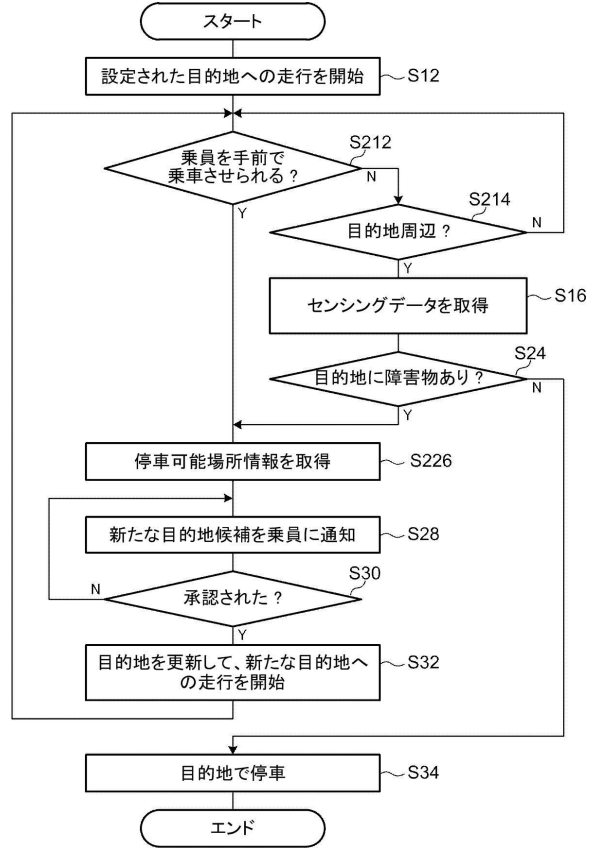 スタート
設定された目的地への走行を開始
S12
乗員を手前で
乗車させられる？
S212
N
Y
目的地周辺？
S214
N
Y
センシングデータを取得
S16
目的地に障害物あり？
S24
N
Y
停車可能場所情報を取得
S226
新たな目的地候補を乗員に通知
S28
承認された？
S30
N
Y
目的地を更新して、新たな目的地へ
の走行を開始
S32
目的地で停車
S34
エンド